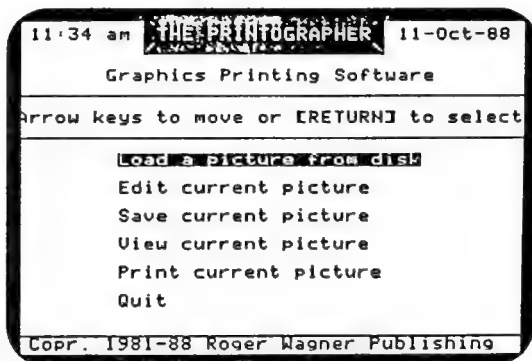 11:34 am THE PRINTOGRAPHER 11-Oct-88
Graphics Printing Software
Arrow keys to move or [RETURN] to select
Load a picture from disk
Edit current picture
Save current picture
View current picture
Print current picture
Quit
Copr. 1981-88 Roger Wagner Publishing